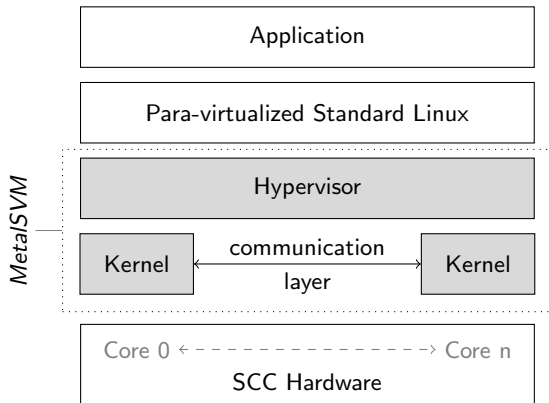 Application
Para-virtualized Standard Linux
MetalSVM
Hypervisor
Kernel
communication
layer
Kernel
Core 0
Core n
SCC Hardware